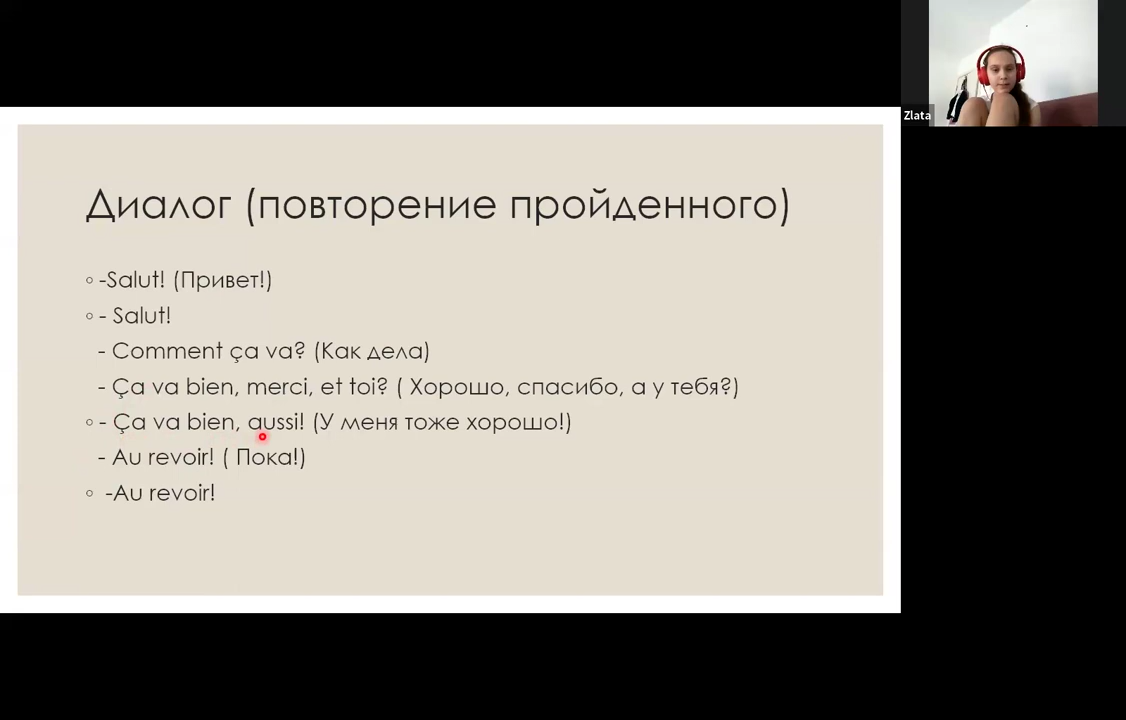 Zlata
Диалог (повторение пройденного)
-Salut! (Привет!)
- Salut!
- Comment ça va? (Как дела)
- Ça va bien, merci, et toi? ( Хорошо, спасибо, а у тебя?)
- Ça va bien, aussi! (У меня тоже хорошо!)
- Au revoir! ( Пока!)
-Au revoir!